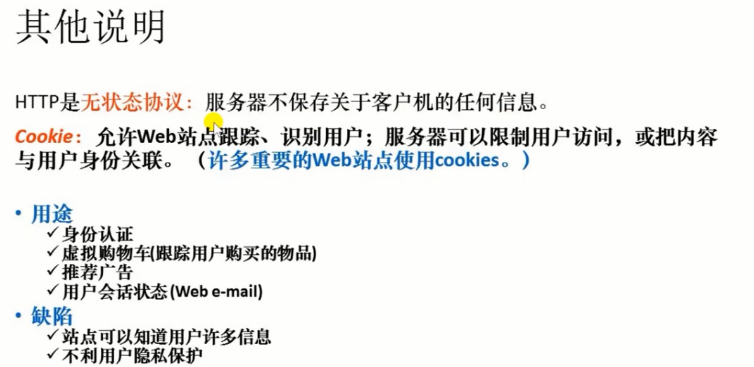 其他说明
HTTP是无状态协议：服务器不保存关于客户机的任何信息。
Cookie：允许Web站点跟踪、识别用户；服务器可以限制用户访问，或把内容
与用户身份关联。（许多重要的Web站点使用cookies。）
• 用途
✓身份认证
✓虚拟购物车(跟踪用户购买的物品)
✓推荐广告
✓用户会话状态(Web e-mail)
• 缺陷
✓站点可以知道用户许多信息
✓不利用户隐私保护